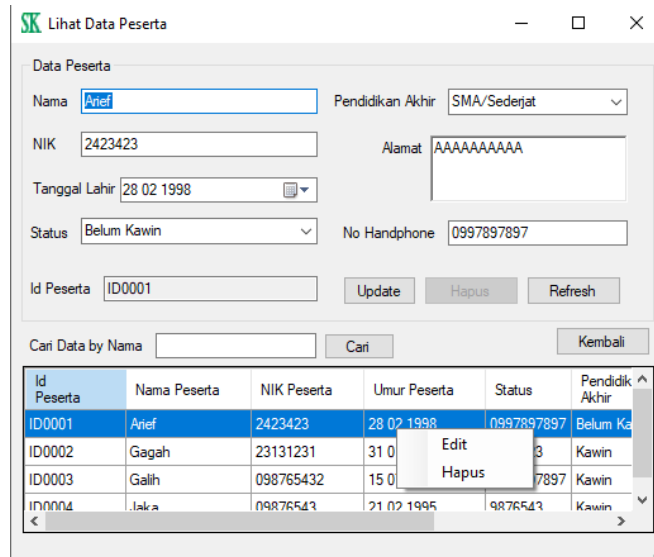 SK Lihat Data Peserta
Data Peserta
Nama Arief Pendidikan Akhir SMA/Sederjat
NIK 2423423 Alamat AAAAAAAAAA
Tanggal Lahir 28 02 1998
Status Belum Kawin No Handphone 0997897897
Id Peserta ID0001 Update Hapus Refresh
Cari Data by Nama Cari Kembali
Id Peserta Nama Peserta NIK Peserta Umur Peserta Status Pendidik Akhir
ID0001 Arief 2423423 28 02 1998 0997897897 Belum Ka
Edit
ID0002 Gagah 23131231 31 0 3 Kawin
Hapus
ID0003 Galih 098765432 15 0 7897 Kawin
ID0004 Jaka 09876543 21 02 1995 9876543 Kawin